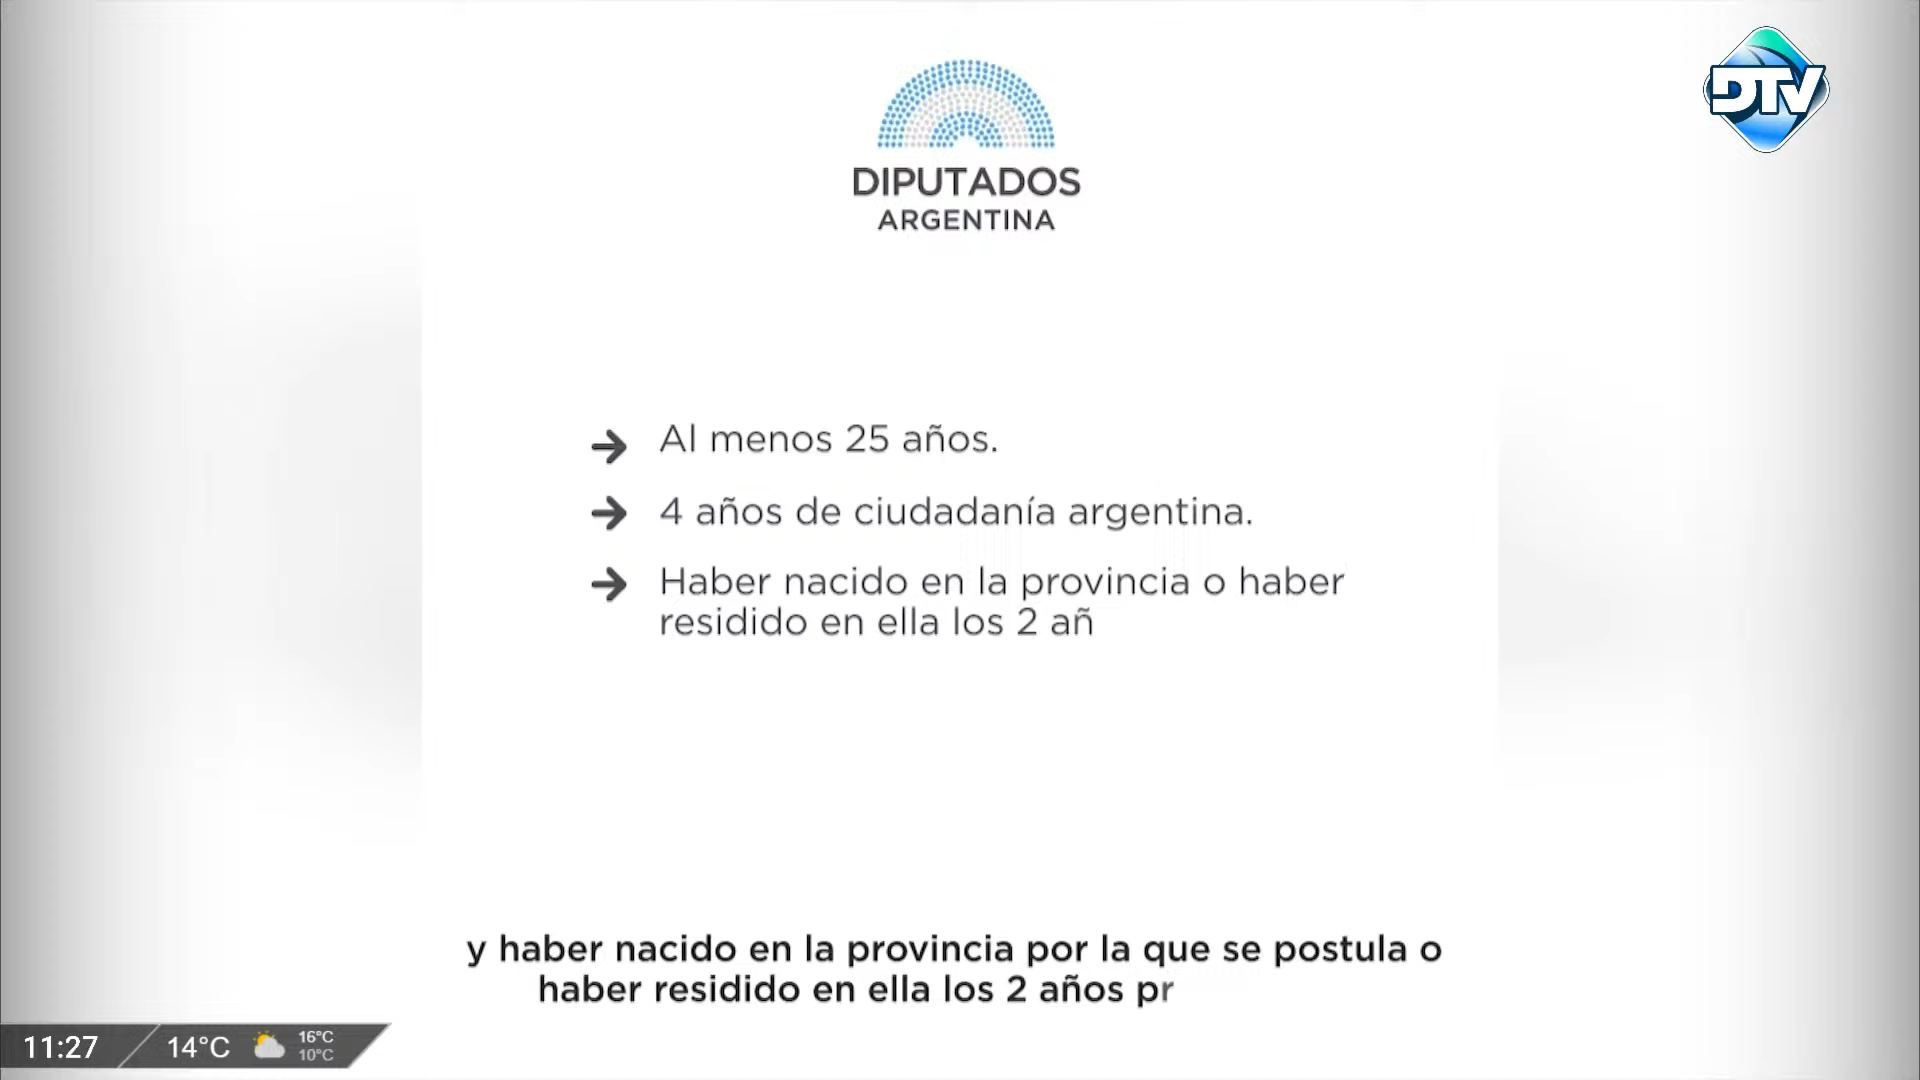 DTV
DIPUTADOS
ARGENTINA
Al menos 25 años.
4 años de ciudadanía argentina.
Haber nacido en la provincia o haber
residido en ella los 2 añ
y haber nacido en la provincia por la que se postula o
haber residido en ella los 2 años pr
11:27
14°C
16°C
10°C